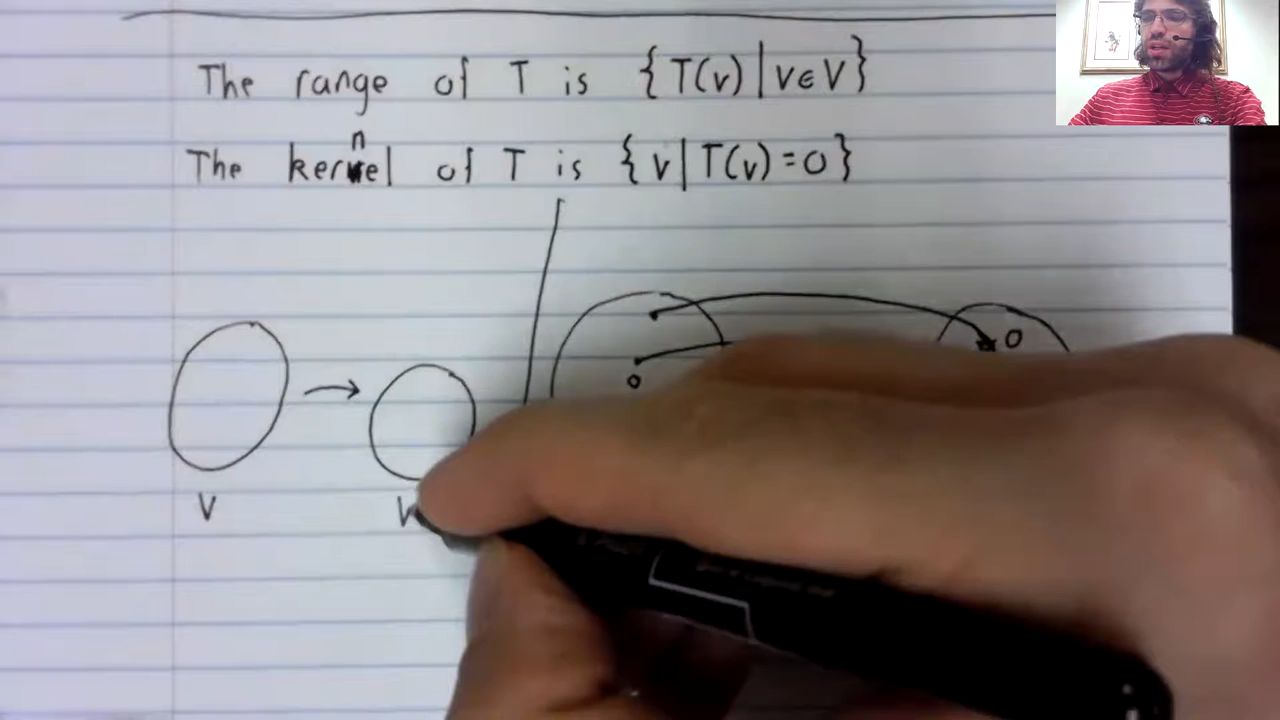 The range of T is {T(v)|v∈V}
The kernel of T is {v|T(v)=0}
0
0
V